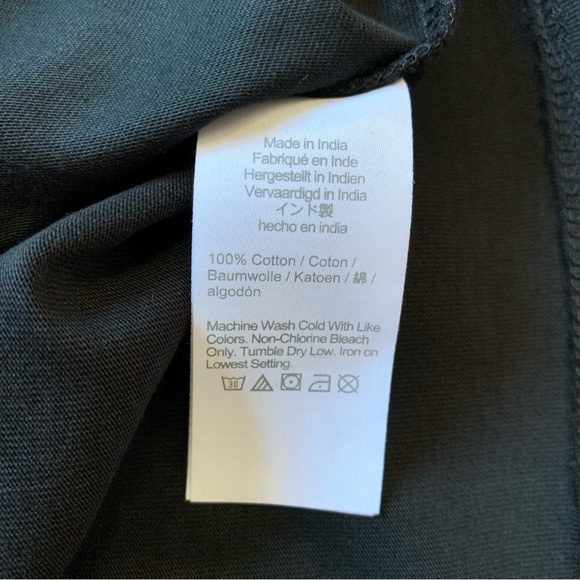 Made in India
Fabriqué en Inde
Hergestellt in Indien
Vervaardigd in India
インド製
hecho en india
100% Cotton / Coton /
Baumwolle / Katoen / 綿 /
algodón
Machine Wash Cold With Like
Colors. Non-Chlorine Bleach
Only. Tumble Dry Low. Iron on
Lowest Setting.
30